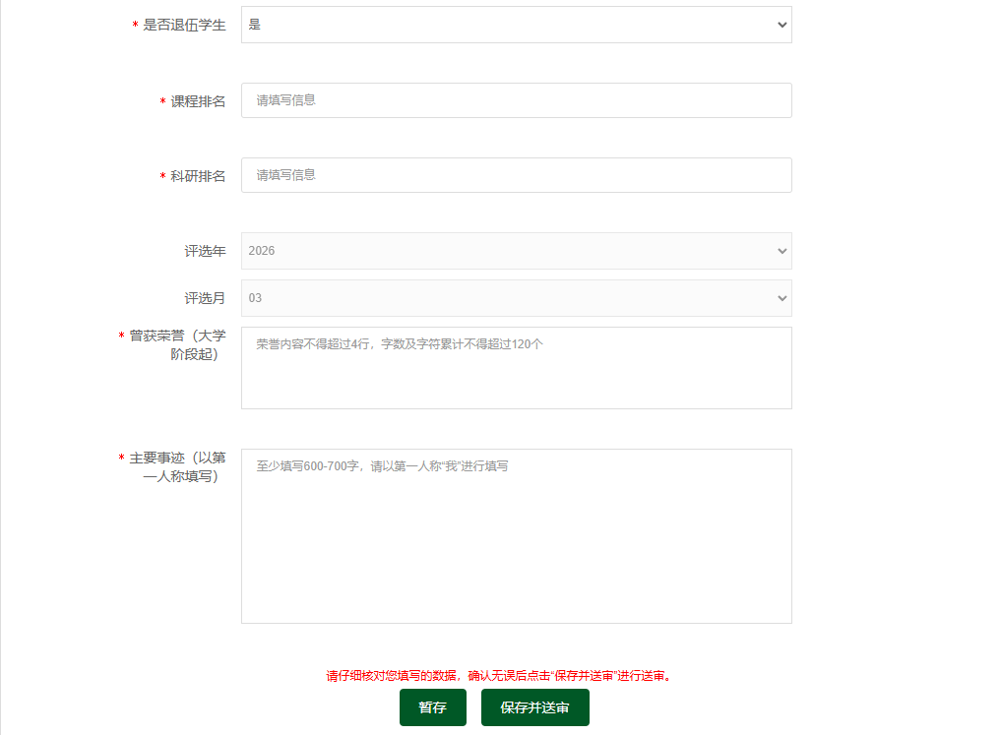 * 是否退伍学生 是
* 课程排名 请填写信息
* 科研排名 请填写信息
评选年 2026
评选月 03
* 曾获荣誉（大学
阶段起）
荣誉内容不得超过4行，字数及字符累计不得超过120个
* 主要事迹（以第
一人称填写）
至少填写600-700字，请以第一人称“我”进行填写
请仔细核对您填写的数据，确认无误后点击“保存并送审”进行送审。
暂存 保存并送审